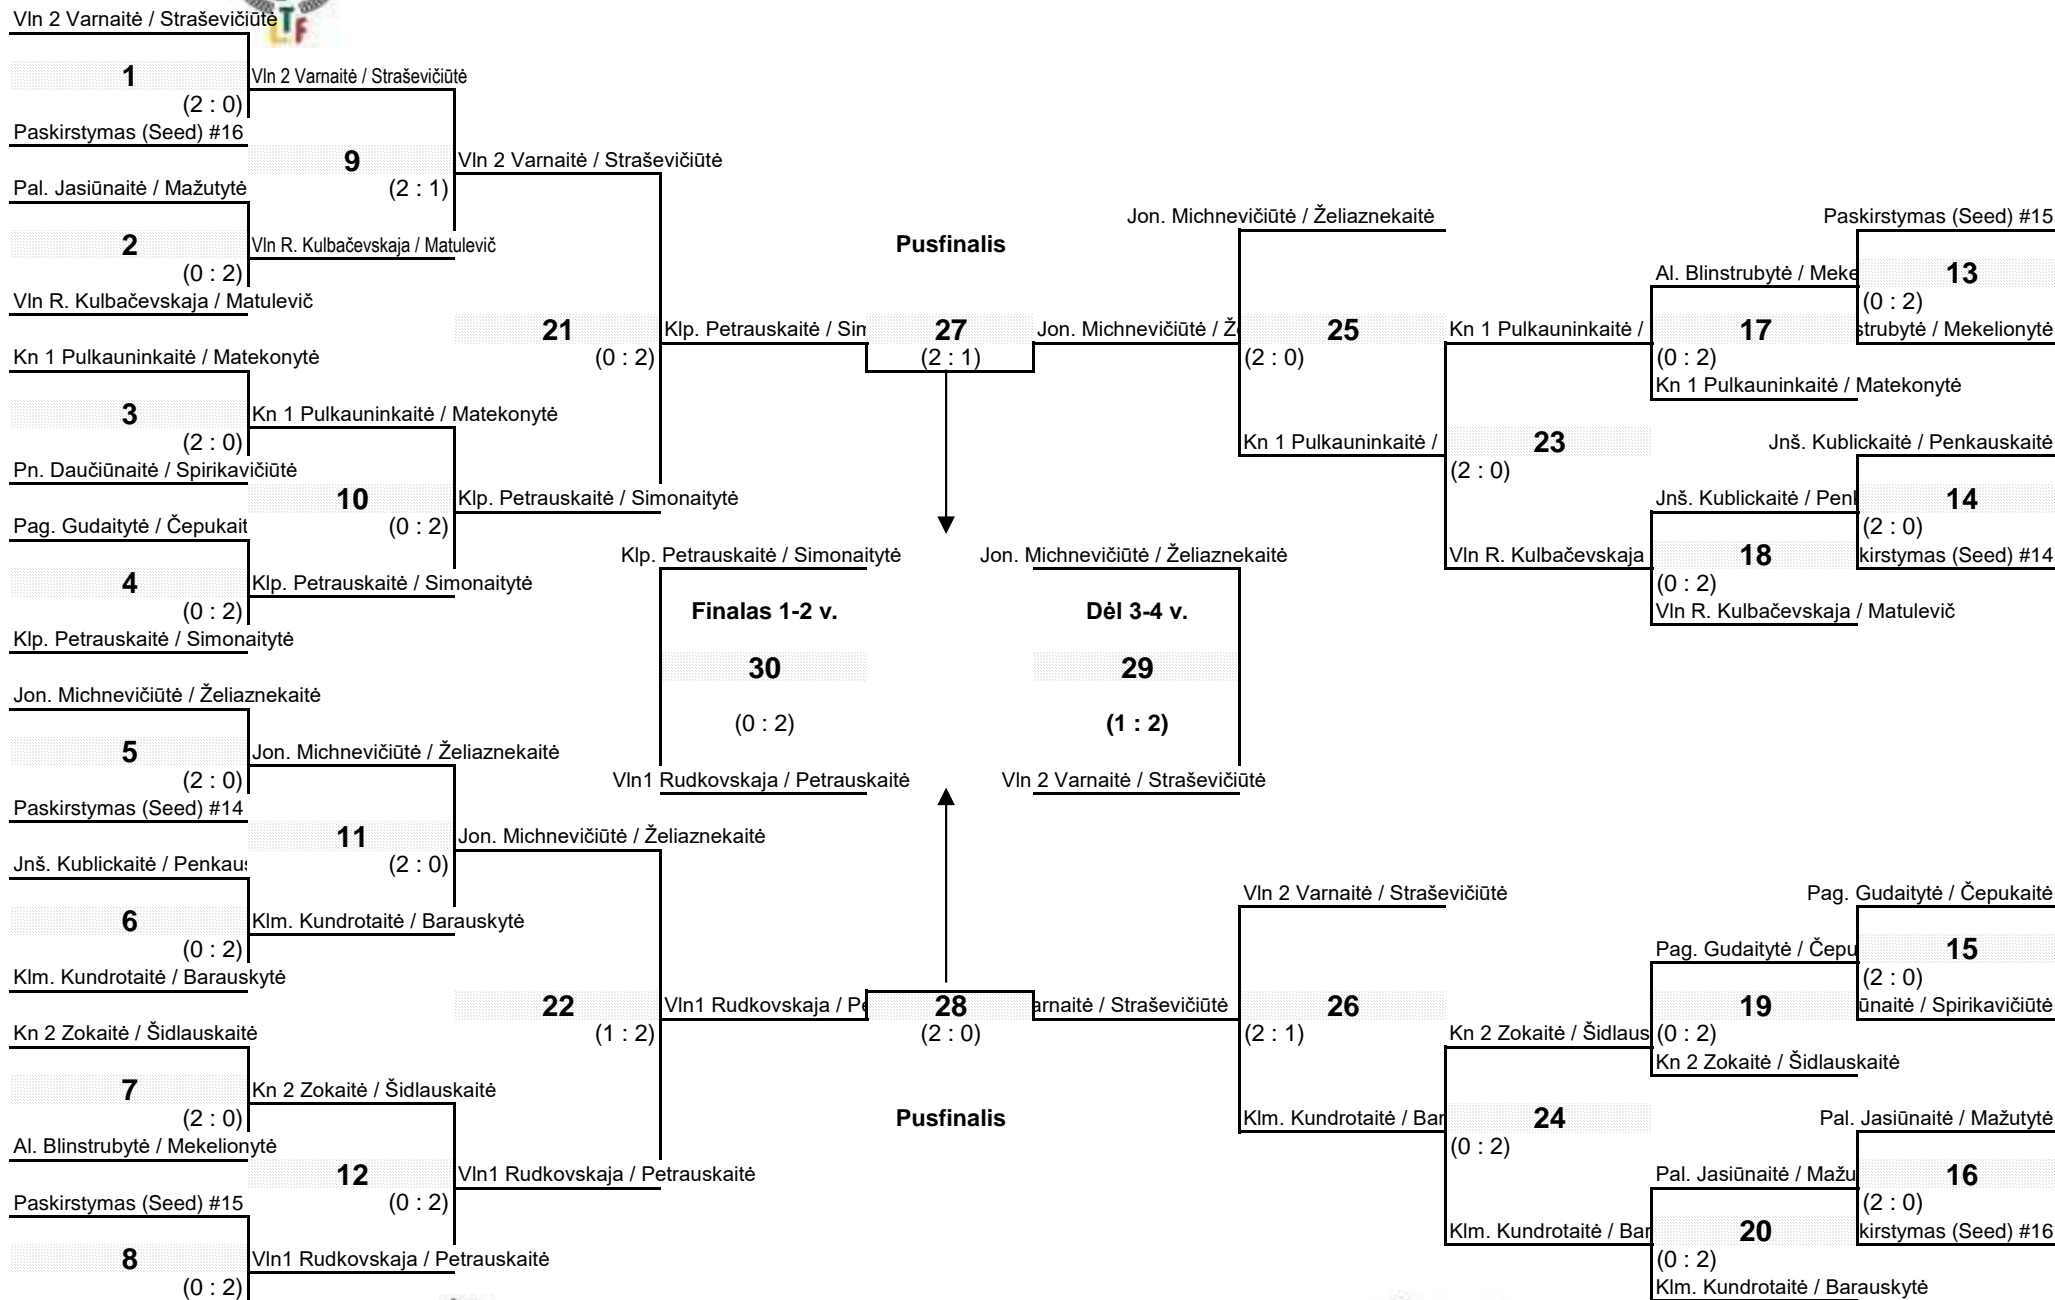 Vln 2 Varnaitė / Straševičiūtė
LTF
1
Vln 2 Varnaitė / Straševičiūtė
(2 : 0)
Paskirstymas (Seed) #16
9
Vln 2 Varnaitė / Straševičiūtė
Pal. Jasiūnaitė / Mažutytė
(2 : 1)
2
Vln R. Kulbačevskaja / Matulevič
(0 : 2)
Vln R. Kulbačevskaja / Matulevič
21
Klp. Petrauskaitė / Sim
(0 : 2)
Kn 1 Pulkauninkaitė / Matekonytė
3
Kn 1 Pulkauninkaitė / Matekonytė
(2 : 0)
Pn. Daučiūnaitė / Spirikavičiūtė
10
Klp. Petrauskaitė / Simonaitytė
Pag. Gudaitytė / Čepukait
(0 : 2)
4
Klp. Petrauskaitė / Simonaitytė
(0 : 2)
Klp. Petrauskaitė / Simonaitytė
Jon. Michnevičiūtė / Želiaznekaitė
5
Jon. Michnevičiūtė / Želiaznekaitė
(2 : 0)
Paskirstymas (Seed) #14
11
Jon. Michnevičiūtė / Želiaznekaitė
Jnš. Kublickaitė / Penkaus
(2 : 0)
6
Klm. Kundrotaitė / Barauskytė
(0 : 2)
Klm. Kundrotaitė / Barauskytė
22
Vln1 Rudkovskaja / Pe
(1 : 2)
Kn 2 Zokaitė / Šidlauskaitė
7
Kn 2 Zokaitė / Šidlauskaitė
(2 : 0)
Al. Blinstrubytė / Mekelionytė
12
Vln1 Rudkovskaja / Petrauskaitė
Paskirstymas (Seed) #15
(0 : 2)
8
Vln1 Rudkovskaja / Petrauskaitė
(0 : 2)
Pusfinalis
27
(2 : 1)
Jon. Michnevičiūtė / Ž
Klp. Petrauskaitė / Simonaitytė
Finalas 1-2 v.
30
(0 : 2)
Vln1 Rudkovskaja / Petrauskaitė
Jon. Michnevičiūtė / Želiaznekaitė
Dėl 3-4 v.
29
(1 : 2)
Vln 2 Varnaitė / Straševičiūtė
28
(2 : 0)
arnaitė / Straševičiūtė
Pusfinalis
Jon. Michnevičiūtė / Želiaznekaitė
25
(2 : 0)
Kn 1 Pulkauninkaitė /
Kn 1 Pulkauninkaitė /
23
(2 : 0)
Vln R. Kulbačevskaja
Paskirstymas (Seed) #15
Al. Blinstrubytė / Meke
13
(0 : 2)
17
strubytė / Mekelionytė
(0 : 2)
Kn 1 Pulkauninkaitė / Matekonytė
Jnš. Kublickaitė / Penkauskaitė
Jnš. Kublickaitė / Penk
14
(2 : 0)
18
kirstymas (Seed) #14
(0 : 2)
Vln R. Kulbačevskaja / Matulevič
Vln 2 Varnaitė / Straševičiūtė
26
(2 : 1)
Klm. Kundrotaitė / Bar
Kn 2 Zokaitė / Šidlaus
24
(0 : 2)
Klm. Kundrotaitė / Bar
Pag. Gudaitytė / Čepukaitė
Pag. Gudaitytė / Čepu
15
(2 : 0)
19
ūnaitė / Spirikavičiūtė
(0 : 2)
Kn 2 Zokaitė / Šidlauskaitė
Pal. Jasiūnaitė / Mažutytė
Pal. Jasiūnaitė / Mažu
16
(2 : 0)
20
kirstymas (Seed) #16
(0 : 2)
Klm. Kundrotaitė / Barauskytė